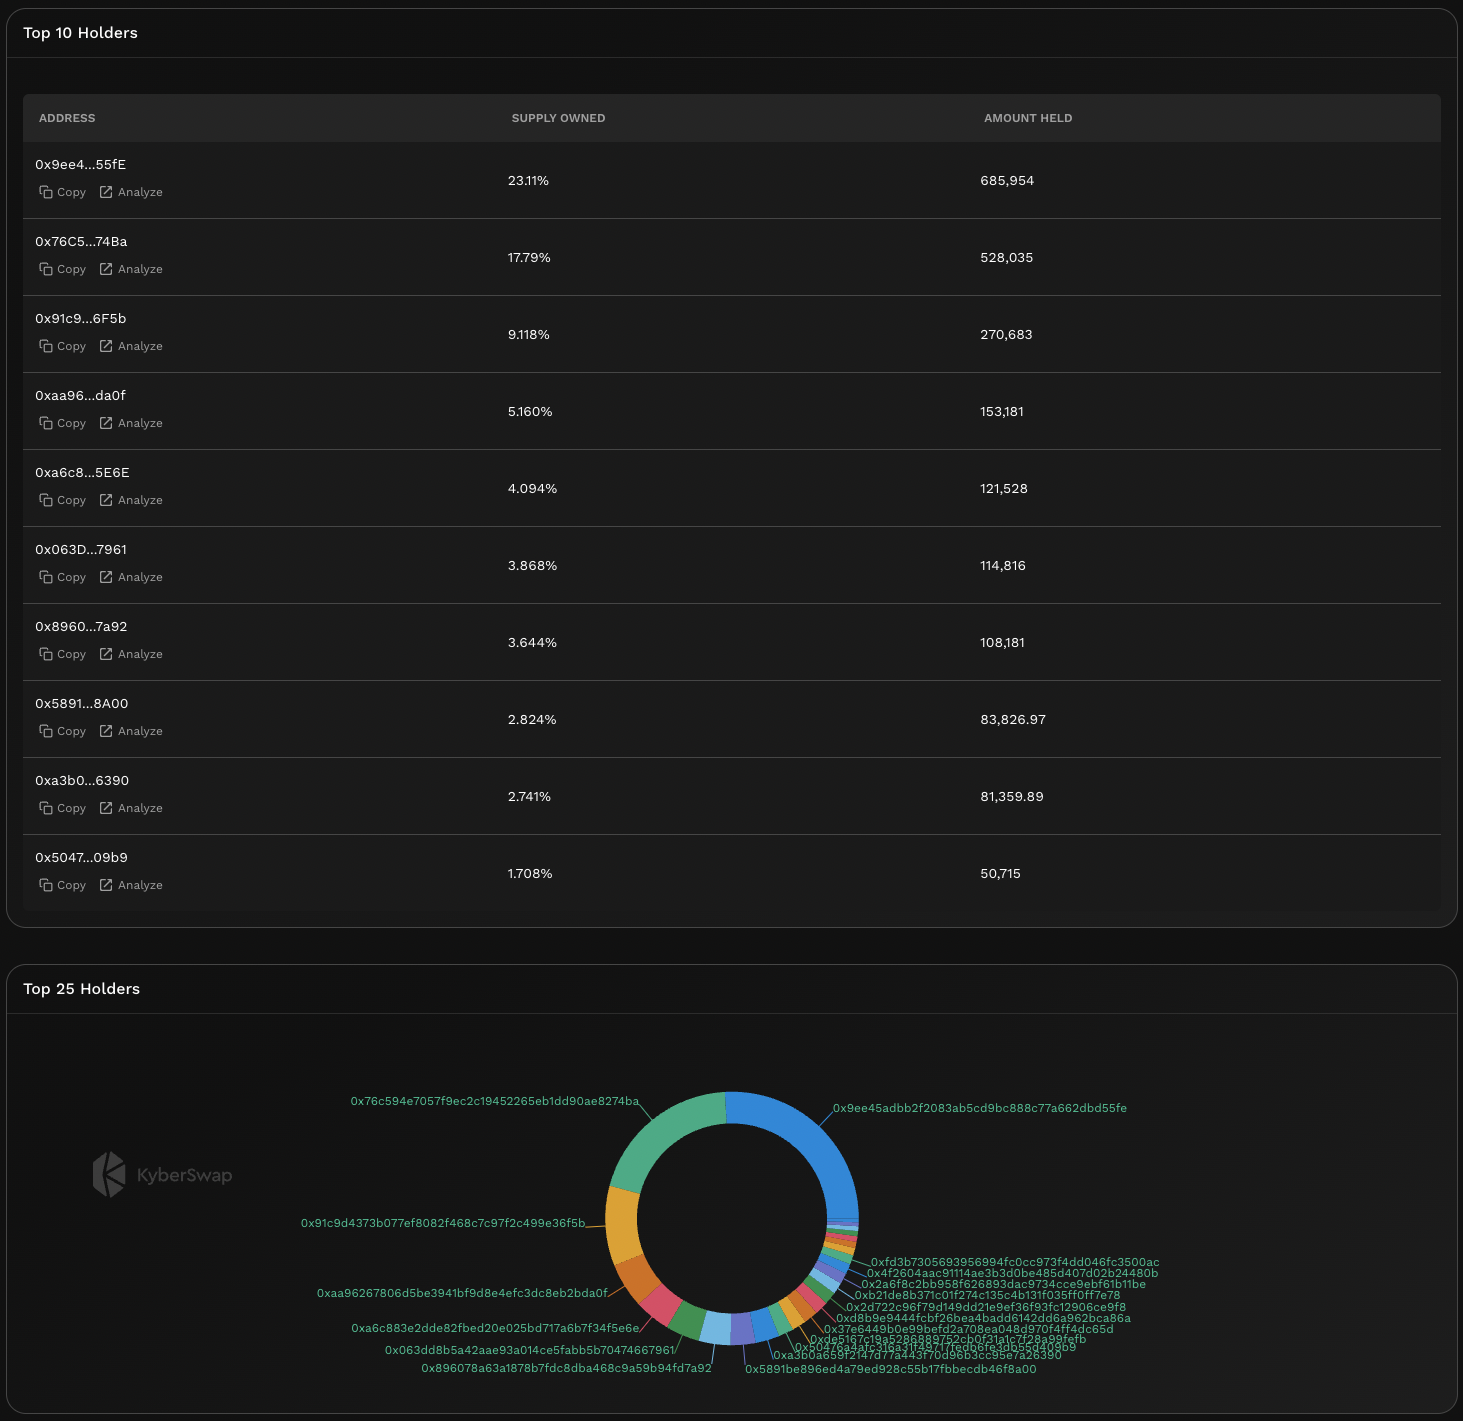 Top 10 Holders
ADDRESS SUPPLY OWNED AMOUNT HELD
0x9ee4...55fE
Copy Analyze
23.11% 685,954
0x76C5...74Ba
Copy Analyze
17.79% 528,035
0x91c9...6F5b
Copy Analyze
9.118% 270,683
0xaa96...da0f
Copy Analyze
5.160% 153,181
0xa6c8...5E6E
Copy Analyze
4.094% 121,528
0x063D...7961
Copy Analyze
3.868% 114,816
0x8960...7a92
Copy Analyze
3.644% 108,181
0x5891...8A00
Copy Analyze
2.824% 83,826.97
0xa3b0...6390
Copy Analyze
2.741% 81,359.89
0x5047...09b9
Copy Analyze
1.708% 50,715
Top 25 Holders
0x76c594e7057f9ec2c19452265eb1dd90ae8274ba
0x9ee45adbb2f2083ab5cd9bc888c77a662dbd55fe
KyberSwap
0x91c9d4373b077ef8082f468c7c97f2c499e36f5b
0xfd3b7305693956994fc0cc973f4dd046fc3500ac
0x4f2604aac91114ae3b3d0be485d407d02b24480b
0x2a6f8c2bb958f626893dac9734cce9ebf61b11be
0xaa96267806d5be3941bf9d8e4efc3dc8eb2bda0f
0xb21de8b371c01f274c135c4b131f035ff0ff7e78
0x2d722c96f79d149dd21e9ef36f93fc12906ce9f8
0xd8b9e9444fcbf26bea4badd6142dd6a962bca86a
0xa6c883e2dde82fbed20e025bd717a6b7f34f5e6e
0x37e6449b0e99befd2a708ea048d970f4ff4dc65d
0xde5167c19a5286889752cb0f31a1c7f28a99fefb
0x50476a4afc316a31f49717fedb6fe3db55d409b9
0x063dd8b5a42aae93a014ce5fabb5b70474667961
0xa3b0a659f2147d77a443f70d96b3cc95e7a26390
0x896078a63a1878b7fdc8dba468c9a59b94fd7a92
0x5891be896ed4a79ed928c55b17fbbecdb46f8a00